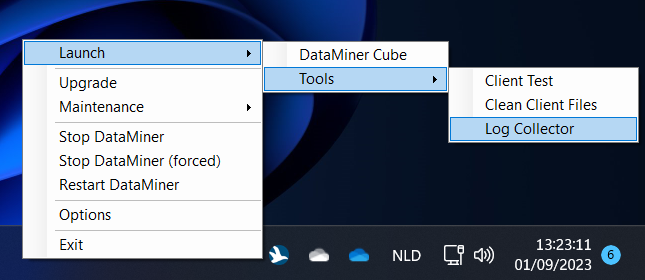 Launch
Upgrade
Maintenance
Stop DataMiner
Stop DataMiner (forced)
Restart DataMiner
Options
Exit
DataMiner Cube
Tools
Client Test
Clean Client Files
Log Collector
NLD
13:23:11
01/09/2023
6